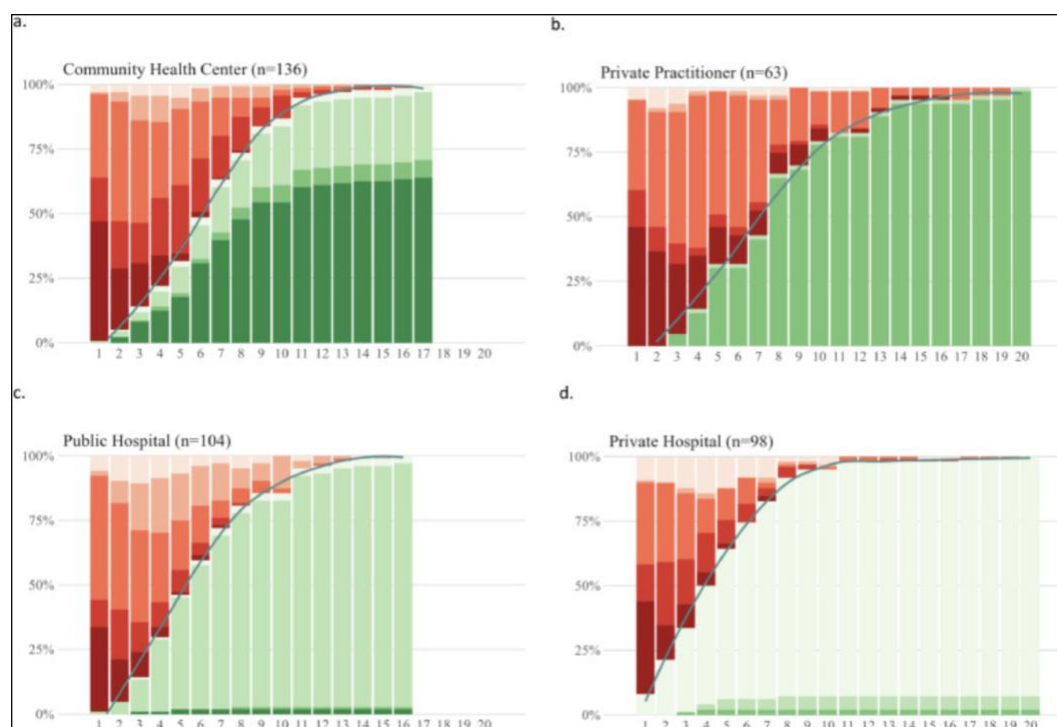 a.
Community Health Center (n=136)
100%
75%
50%
25%
0%
1 2 3 4 5 6 7 8 9 10 11 12 13 14 15 16 17 18 19 20
b.
Private Practitioner (n=63)
100%
75%
50%
25%
0%
1 2 3 4 5 6 7 8 9 10 11 12 13 14 15 16 17 18 19 20
c.
Public Hospital (n=104)
100%
75%
50%
25%
0%
1 2 3 4 5 6 7 8 9 10 11 12 13 14 15 16 17 18 19 20
d.
Private Hospital (n=98)
100%
75%
50%
25%
0%
1 2 3 4 5 6 7 8 9 10 11 12 13 14 15 16 17 18 19 20